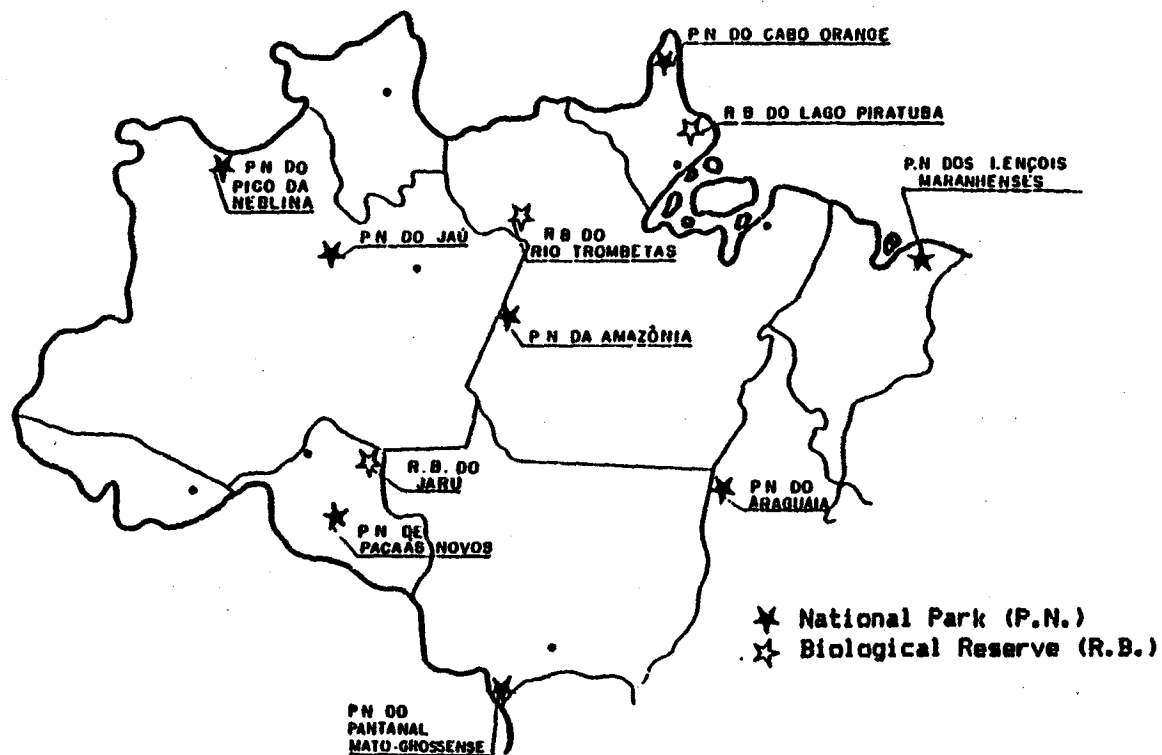 P N DO CABO ORANGE
R B DO LAGO PIRATUBA
P.N DOS LENÇOIS
MARANHENSES
P N DO
PICO DA
NEBLINA
P N DO JAÚ
R B DO
RIO TROMBETAS
P N DA AMAZÔNIA
R. B. DO
JARU
P N DO
ARAGUAIA
P N DE
PACAÁS NOVOS
P N DO
PANTANAL
MATO-GROSSENSE
National Park (P.N.)
Biological Reserve (R.B.)